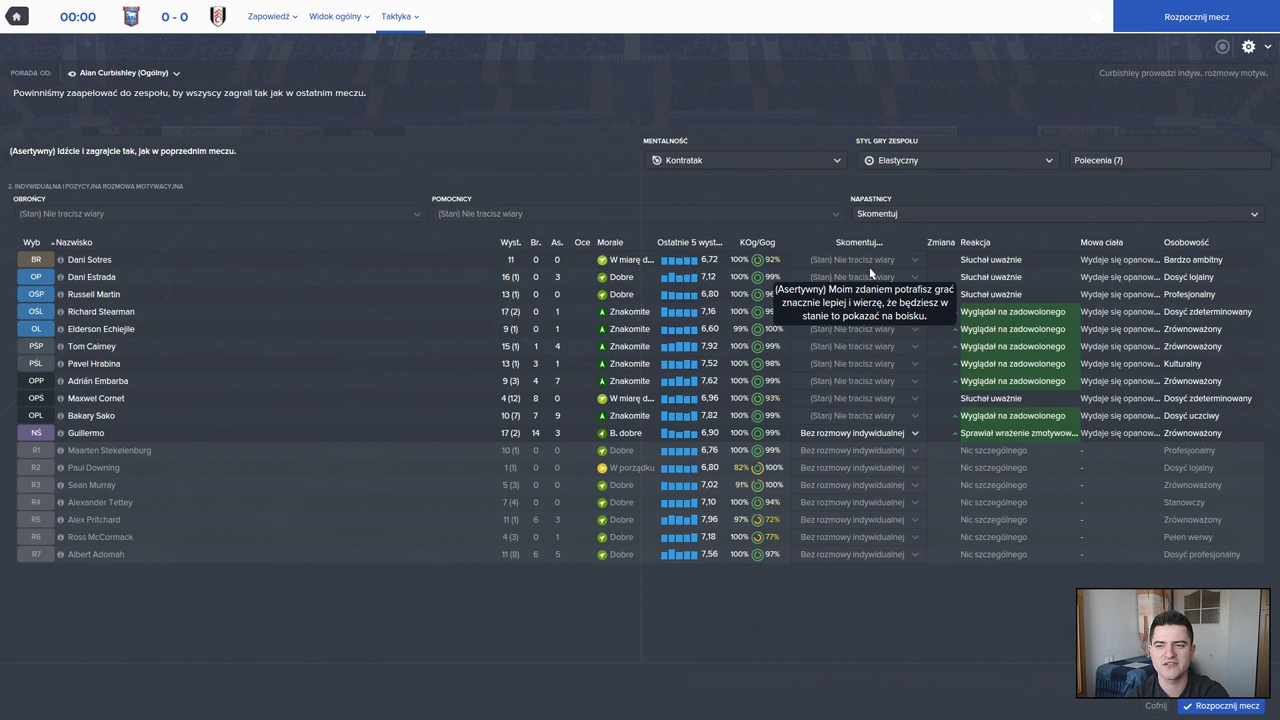 00:00 0 - 0 Zapowiedź Widok ogólny Taktyka Rozpocznij mecz
PORADA OD: Alan Curbishley (Ogólny) Curbishley prowadzi indyw. rozmowy motyw.
Powinniśmy zaapelować do zespołu, by wszyscy zagrali tak jak w ostatnim meczu.
MENTALNOŚĆ STYL GRY ZESPOŁU
(Asertywny) Idźcie i zagrajcie tak, jak w poprzednim meczu. Kontratak Elastyczny Polecenia (7)
2. INDYWIDUALNA I POZYCYJNA ROZMOWA MOTYWACYJNA
OBROŃCY POMOCNICY NAPASTNICY
(Stan) Nie tracisz wiary (Stan) Nie tracisz wiary Skomentuj
Wyb Nazwisko Wyst. Br. As. Oce Morale Ostatnie 5 wyst... KOg/Gog Skomentuj... Zmiana Reakcja Mowa ciała Osobowość
BR Dani Sotres 11 0 0 W miarę d... 6,72 100% 92% (Stan) Nie tracisz wiary Słuchał uważnie Wydaje się opanow... Bardzo ambitny
OP Dani Estrada 16 (1) 0 3 Dobre 7,12 100% 99% (Stan) Nie tracisz wiary Słuchał uważnie Wydaje się opanow... Dosyć lojalny
OŚP Russell Martin 13 (1) 0 0 Dobre 6,80 100% Słuchał uważnie Wydaje się opanow... Profesjonalny
OŚL Richard Stearman 17 (2) 0 1 Znakomite 7,16 100% Wyglądał na zadowolonego Wydaje się opanow... Dosyć zdeterminowany
OL Elderson Echiejile 9 (1) 0 1 Znakomite 6,60 99% 100% (Stan) Nie tracisz wiary Wyglądał na zadowolonego Wydaje się opanow... Zrównoważony
PŚP Tom Cairney 15 (1) 1 4 Znakomite 7,92 100% 99% (Stan) Nie tracisz wiary Wyglądał na zadowolonego Wydaje się opanow... Zrównoważony
PŚL Pavel Hrabina 13 (1) 3 1 Znakomite 7,52 100% 98% (Stan) Nie tracisz wiary Wyglądał na zadowolonego Wydaje się opanow... Kulturalny
OPP Adrián Embarba 9 (3) 4 7 Znakomite 7,62 100% 99% (Stan) Nie tracisz wiary Wyglądał na zadowolonego Wydaje się opanow... Zrównoważony
OPŚ Maxwel Cornet 4 (12) 8 0 W miarę d... 6,96 100% 93% (Stan) Nie tracisz wiary Słuchał uważnie Wydaje się opanow... Dosyć zdeterminowany
OPL Bakary Sako 10 (7) 7 9 Znakomite 7,82 100% 99% (Stan) Nie tracisz wiary Wyglądał na zadowolonego Wydaje się opanow... Dosyć uczciwy
NŚ Guillermo 17 (2) 14 3 B. dobre 6,90 100% 99% Bez rozmowy indywidualnej Sprawiał wrażenie zmotywow... Wydaje się opanow... Zrównoważony
R1 Maarten Stekelenburg 10 (1) 0 0 Dobre 6,76 100% 99% Bez rozmowy indywidualnej Nic szczególnego - Profesjonalny
R2 Paul Downing 1 (1) 0 0 W porządku 6,80 82% 100% Bez rozmowy indywidualnej Nic szczególnego - Dosyć lojalny
R3 Sean Murray 5 (3) 0 0 Dobre 7,02 91% 100% Bez rozmowy indywidualnej Nic szczególnego - Zrównoważony
R4 Alexander Tettey 7 (4) 0 0 Dobre 7,10 100% 94% Bez rozmowy indywidualnej Nic szczególnego - Stanowczy
R5 Alex Pritchard 11 (1) 6 3 Dobre 7,96 97% 72% Bez rozmowy indywidualnej Nic szczególnego - Zrównoważony
R6 Ross McCormack 4 (3) 0 1 Dobre 7,18 100% 77% Bez rozmowy indywidualnej Nic szczególnego - Pełen werwy
R7 Albert Adomah 11 (8) 6 5 Dobre 7,56 100% 97% Bez rozmowy indywidualnej Nic szczególnego - Dosyć profesjonalny
(Asertywny) Moim zdaniem potrafisz grać
znacznie lepiej i wierzę, że będziesz w
stanie to pokazać na boisku.
Cofnij Rozpocznij mecz